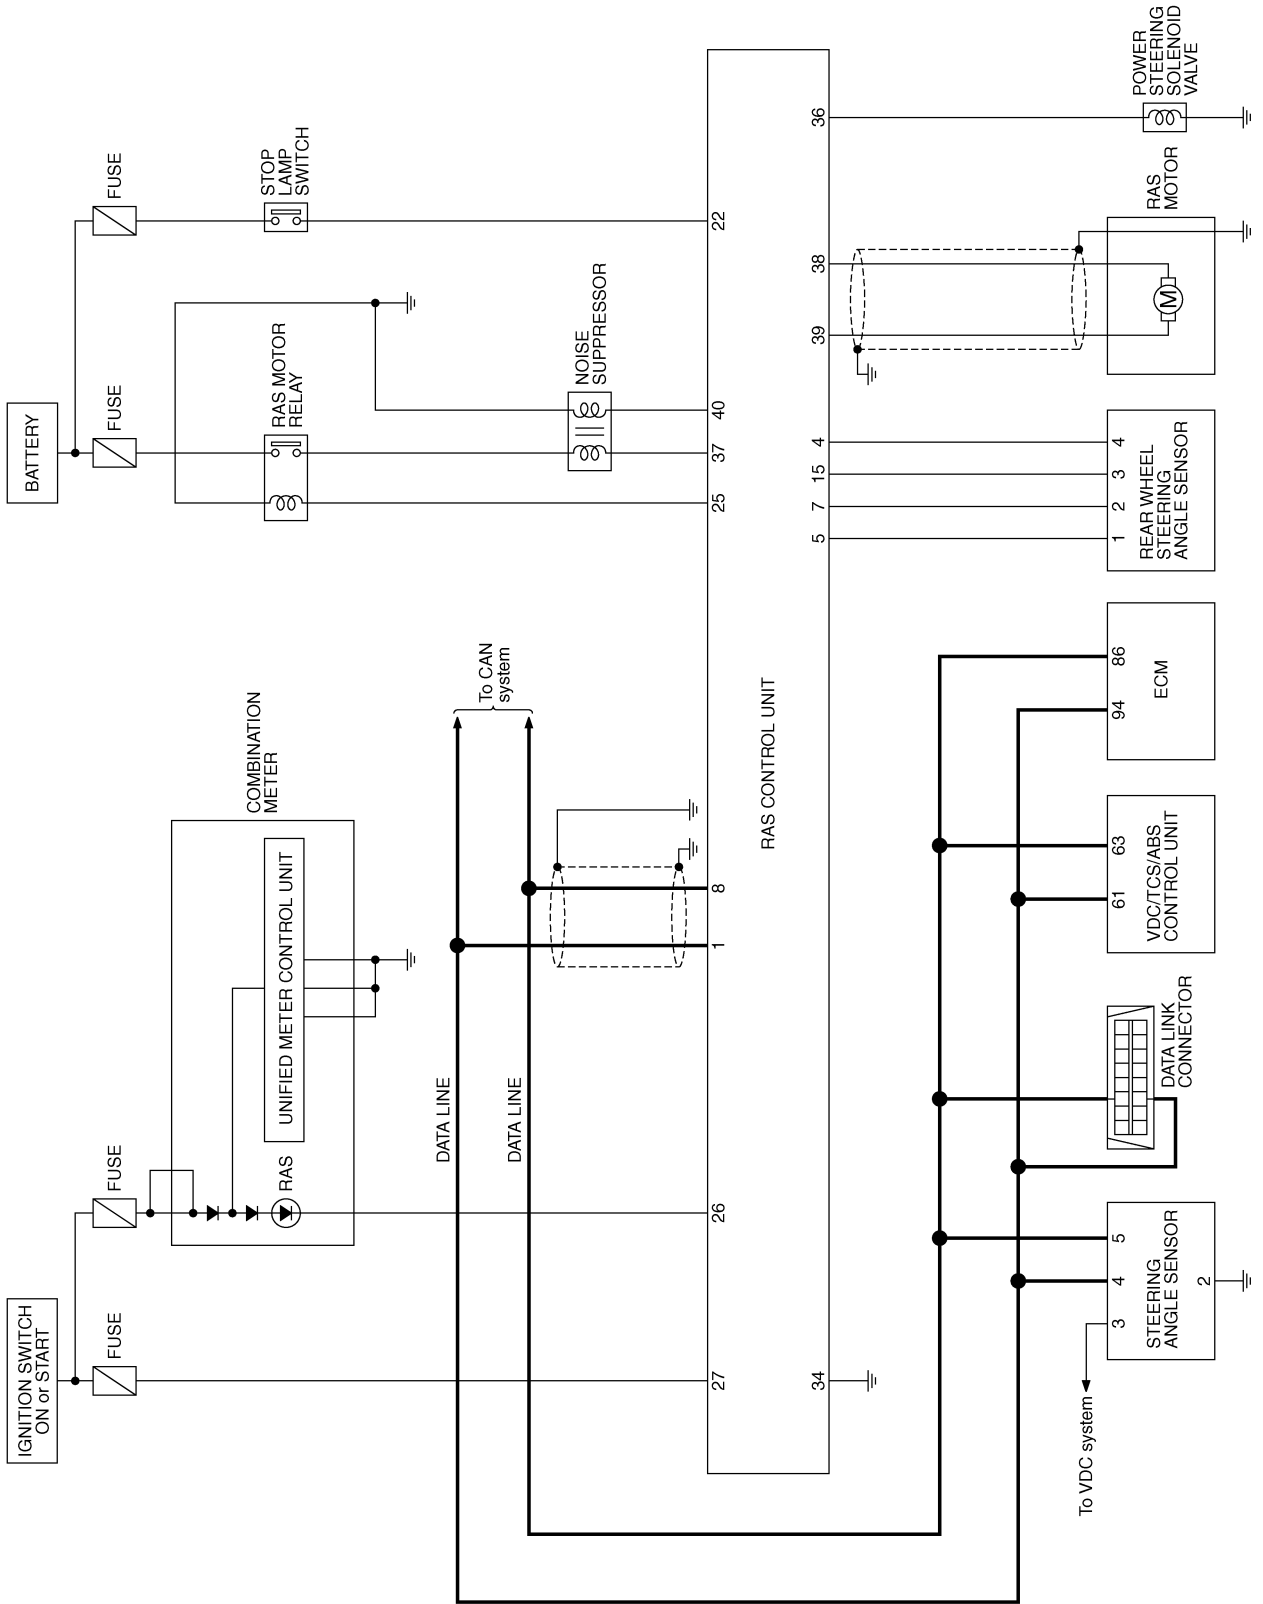 BATTERY
FUSE
FUSE
STOP
LAMP
SWITCH
RAS MOTOR
RELAY
NOISE
SUPPRESSOR
IGNITION SWITCH
ON or START
FUSE
FUSE
COMBINATION
METER
UNIFIED METER CONTROL UNIT
RAS
DATA LINE
DATA LINE
To CAN
system
27
26
1
8
25
37
40
22
RAS CONTROL UNIT
34
5
7
15
4
39
38
36
To VDC system
STEERING
ANGLE SENSOR
3
4
5
2
DATA LINK
CONNECTOR
VDC/TCS/ABS
CONTROL UNIT
61
63
ECM
94
86
REAR WHEEL
STEERING
ANGLE SENSOR
1
2
3
4
RAS
MOTOR
M
POWER
STEERING
SOLENOID
VALVE